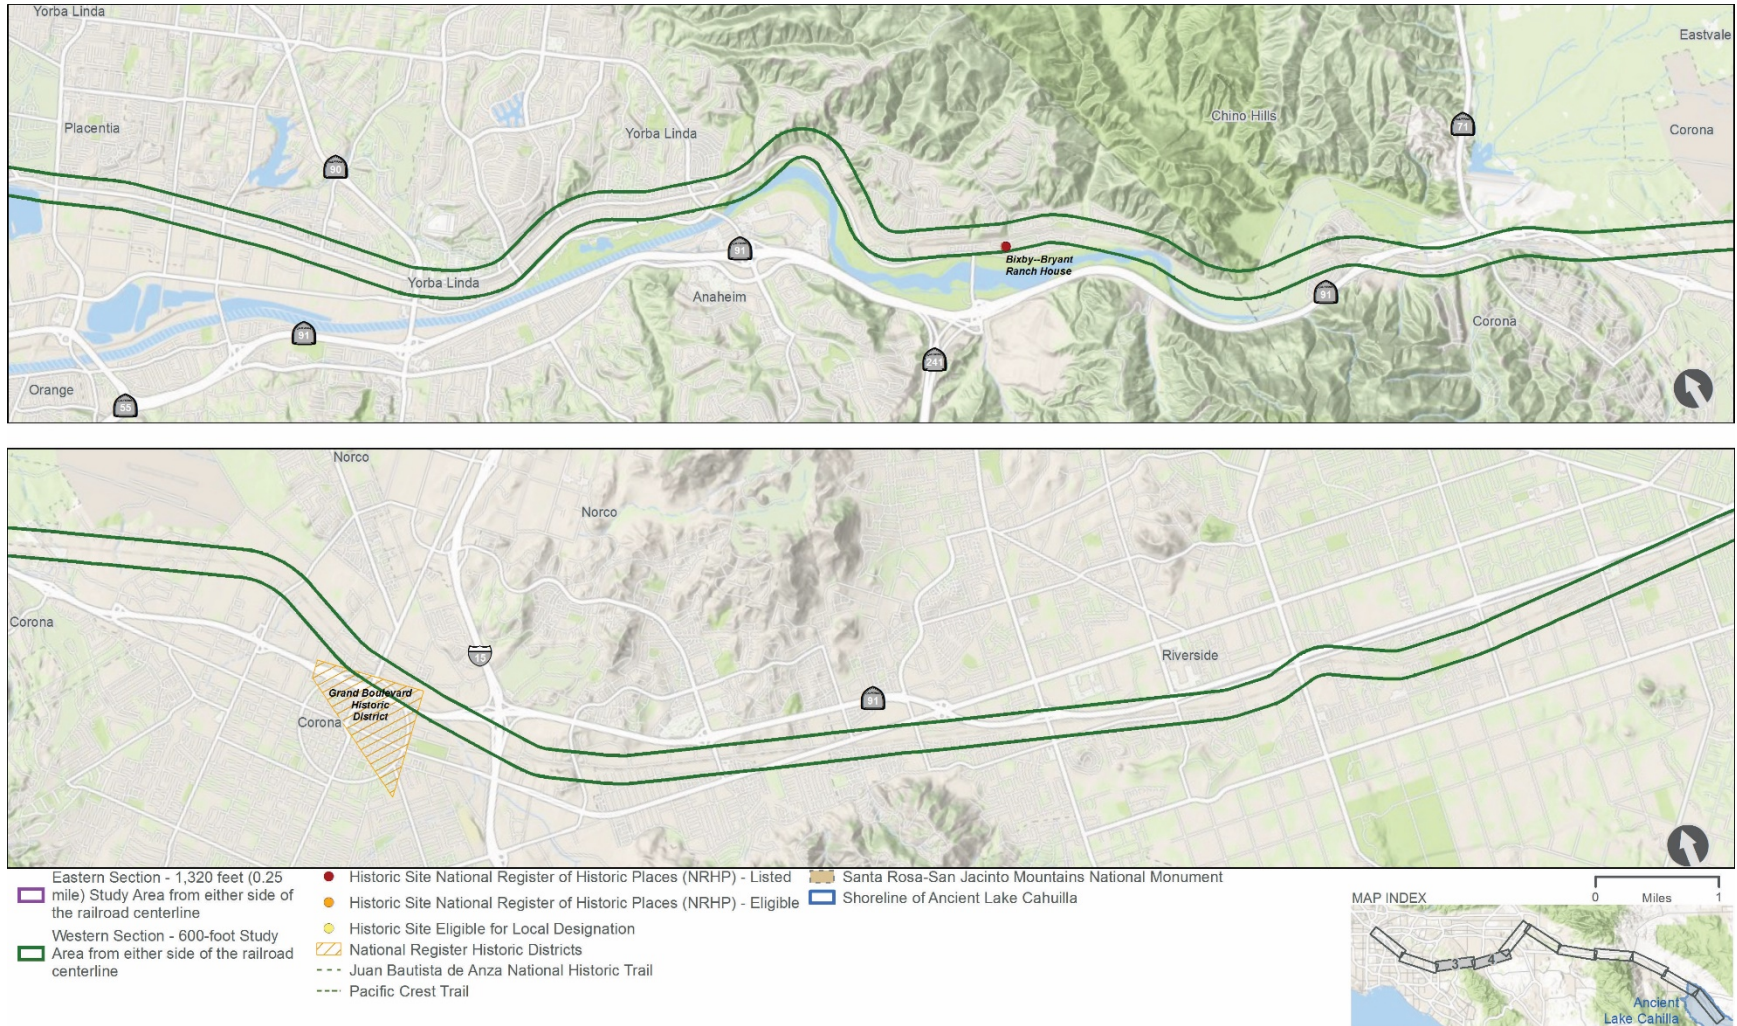 Yorba Linda
Eastvale
Placentia
90
Yorba Linda
Chino Hills
71
Corona
91
Bixby--Bryant
Ranch House
Yorba Linda
Anaheim
91
Corona
91
241
Orange
55
Norco
Norco
Corona
15
Riverside
Grand Boulevard
Historic
District
91
Corona
Eastern Section - 1,320 feet (0.25
mile) Study Area from either side of
the railroad centerline
Western Section - 600-foot Study
Area from either side of the railroad
centerline
Historic Site National Register of Historic Places (NRHP) - Listed
Historic Site National Register of Historic Places (NRHP) - Eligible
Historic Site Eligible for Local Designation
National Register Historic Districts
Juan Bautista de Anza National Historic Trail
Pacific Crest Trail
Santa Rosa-San Jacinto Mountains National Monument
Shoreline of Ancient Lake Cahuilla
0 Miles 1
MAP INDEX
3
4
Ancient
Lake Cahilla